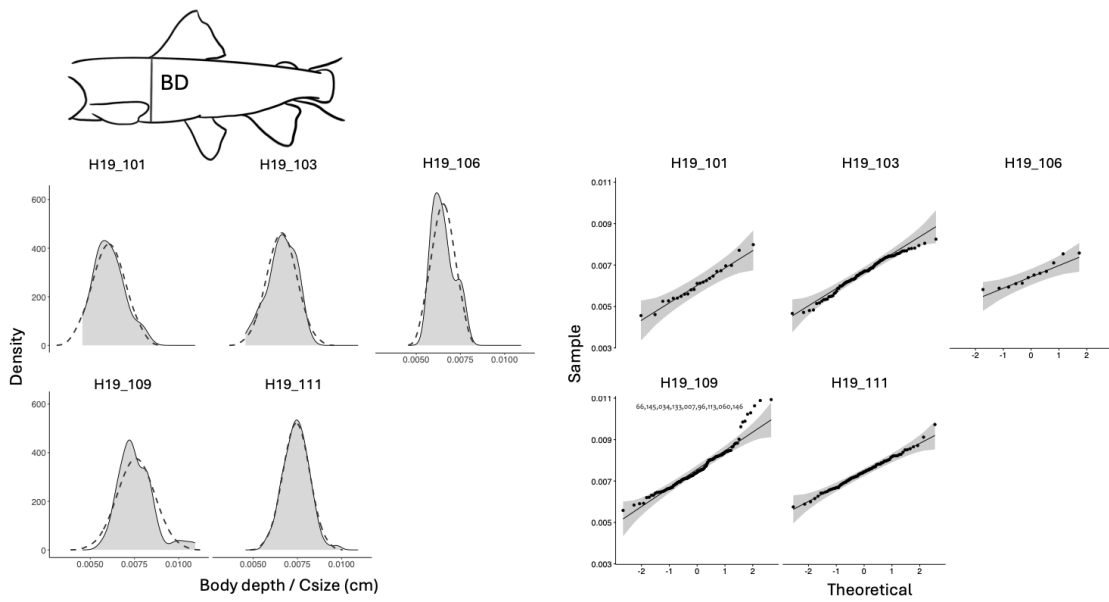 BD
H19_101
H19_103
H19_106
600
400
200
0
0.0050
0.0075
0.0100
H19_109
H19_111
600
400
200
0
0.0050
0.0075
0.0100
0.0050
0.0075
0.0100
Density
Body depth / Csize (cm)
H19_101
H19_103
H19_106
0.011
0.009
0.007
0.005
0.003
-2
-1
0
1
2
H19_109
H19_111
66,145,034,133,007,96,113,060,146
0.011
0.009
0.007
0.005
0.003
-2
-1
0
1
2
-2
-1
0
1
2
Sample
Theoretical